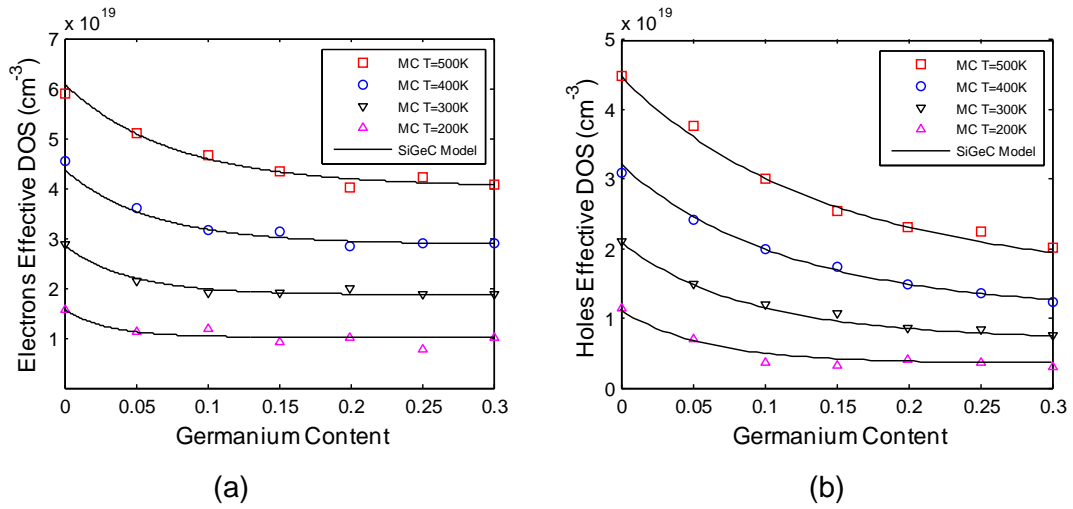 x 10^19
7
6
5
4
3
2
1
Electrons Effective DOS (cm^-3)
MC T=500K
MC T=400K
MC T=300K
MC T=200K
SiGeC Model
0 0.05 0.1 0.15 0.2 0.25 0.3
Germanium Content
(a)
x 10^19
5
4
3
2
1
0
Holes Effective DOS (cm^-3)
MC T=500K
MC T=400K
MC T=300K
MC T=200K
SiGeC Model
0 0.05 0.1 0.15 0.2 0.25 0.3
Germanium Content
(b)